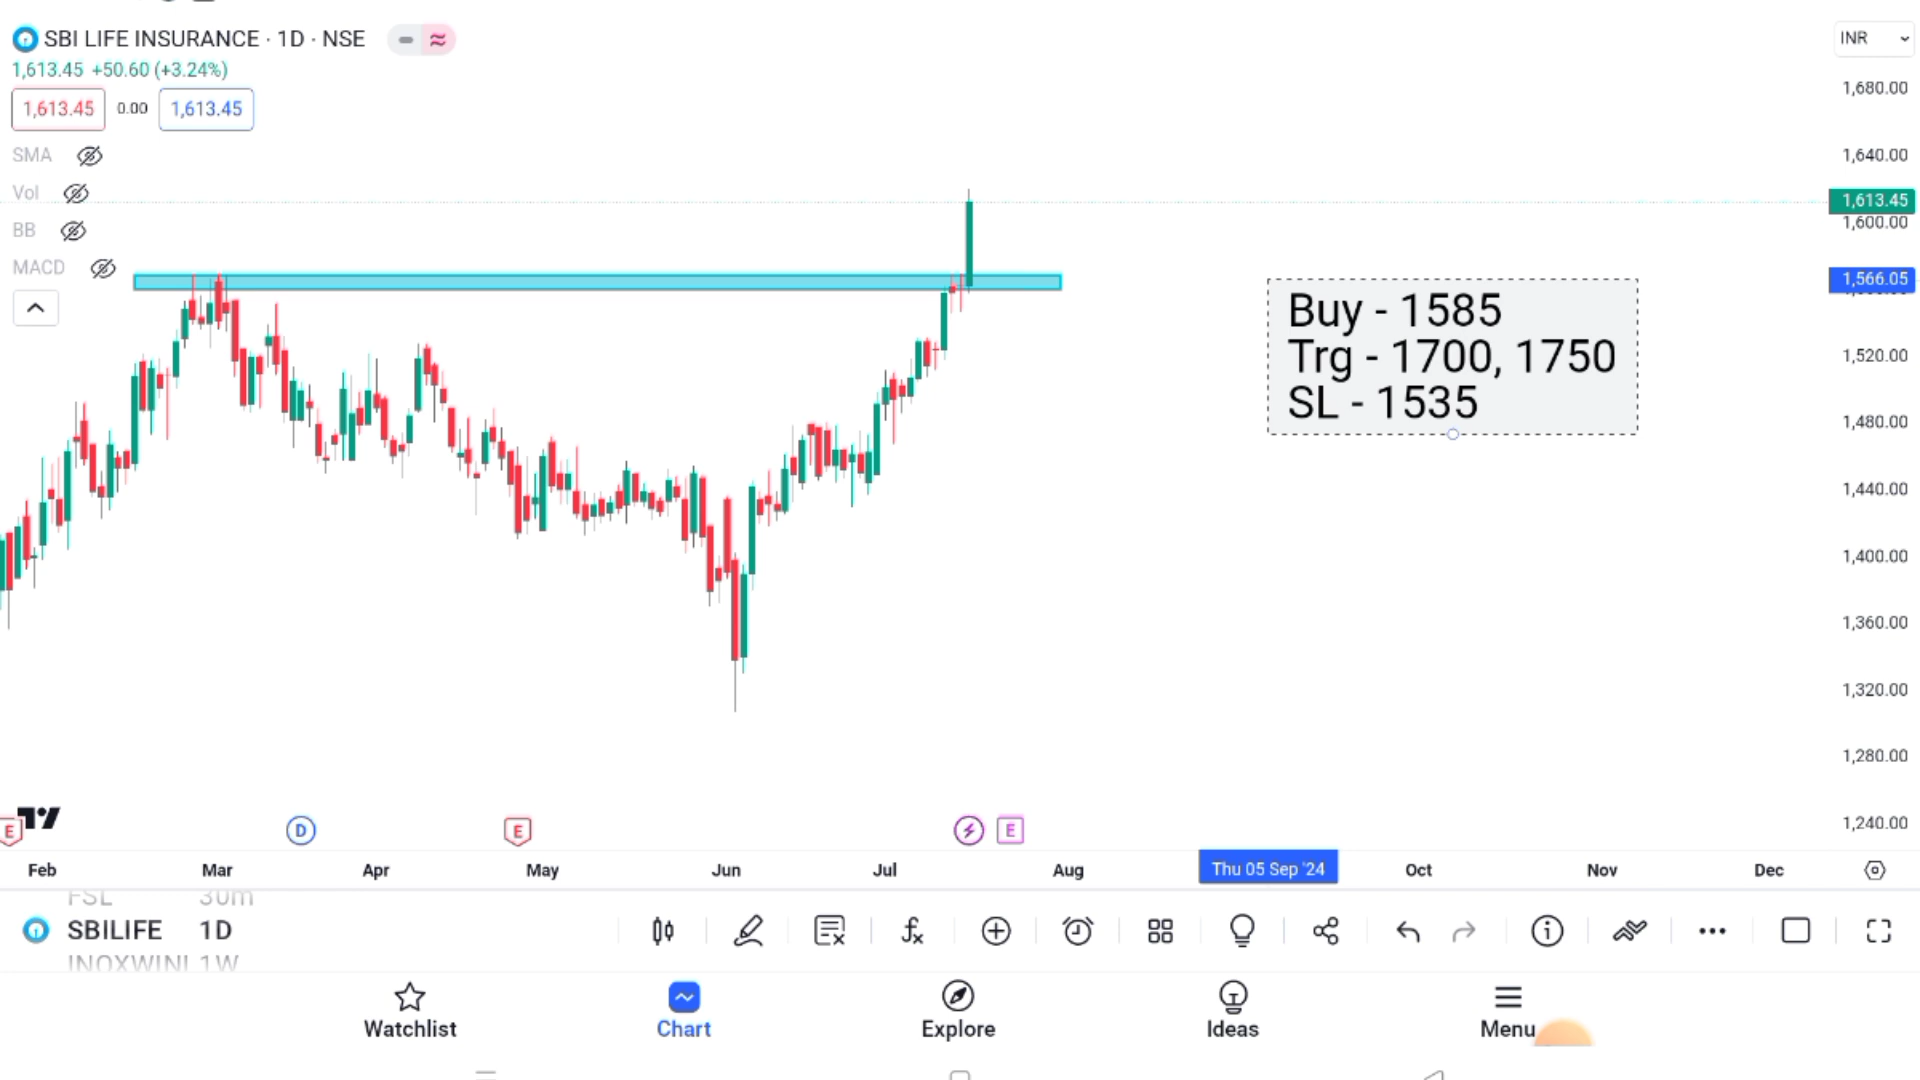 SBI LIFE INSURANCE · 1D · NSE
INR
1,613.45 +50.60 (+3.24%)
1,613.45 0.00 1,613.45
SMA
Vol
BB
MACD
1,680.00
1,640.00
1,613.45
1,600.00
1,566.05
1,520.00
1,480.00
1,440.00
1,400.00
1,360.00
1,320.00
1,280.00
1,240.00
Buy - 1585
Trg - 1700, 1750
SL - 1535
E D E E
Feb Mar Apr May Jun Jul Aug Thu 05 Sep '24 Oct Nov Dec
FSL 30m
SBILIFE 1D
INOXWINI 1W
Watchlist Chart Explore Ideas Menu